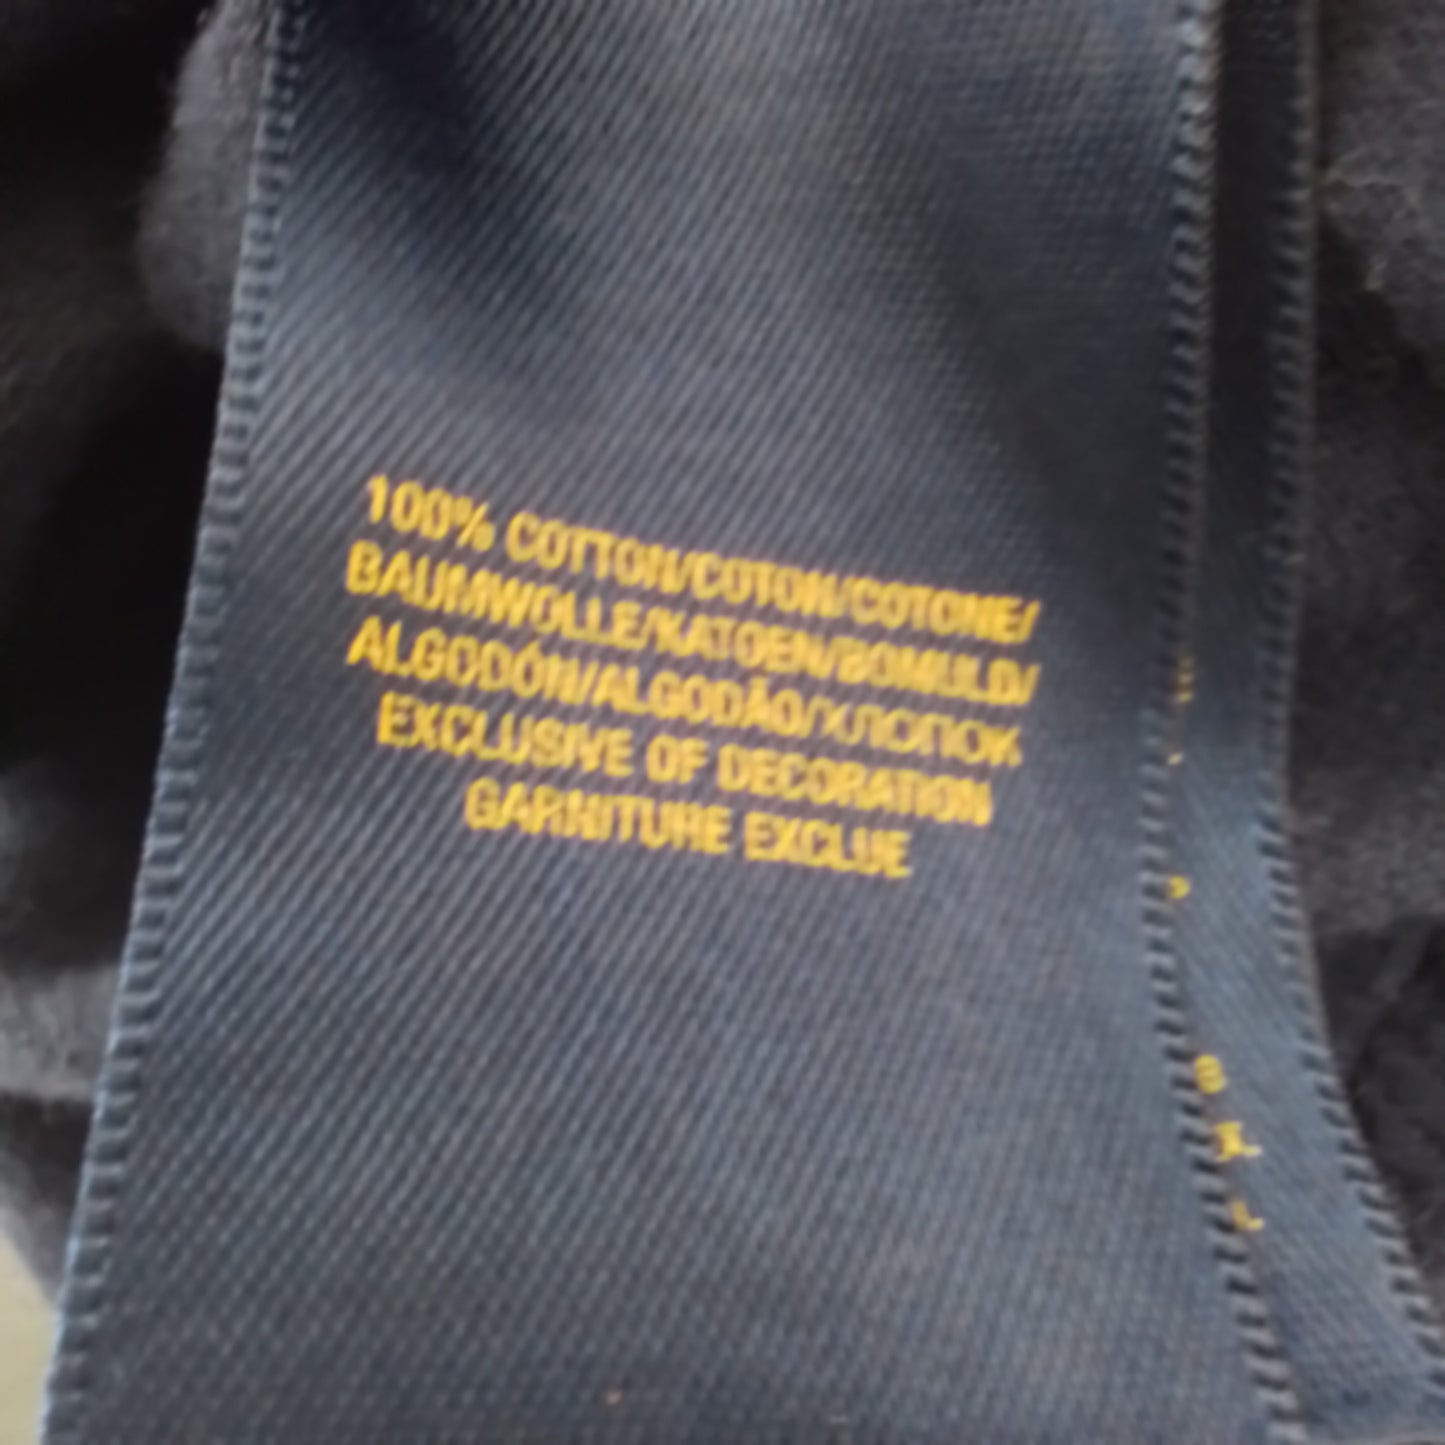 100% COTTON/COTON/COTONE/
BAUMWOLLE/KATOEN/BOMULD/
ALGODÓN/ALGODÃO/ХЛОПОК
EXCLUSIVE OF DECORATION
GARNITURE EXCLUE